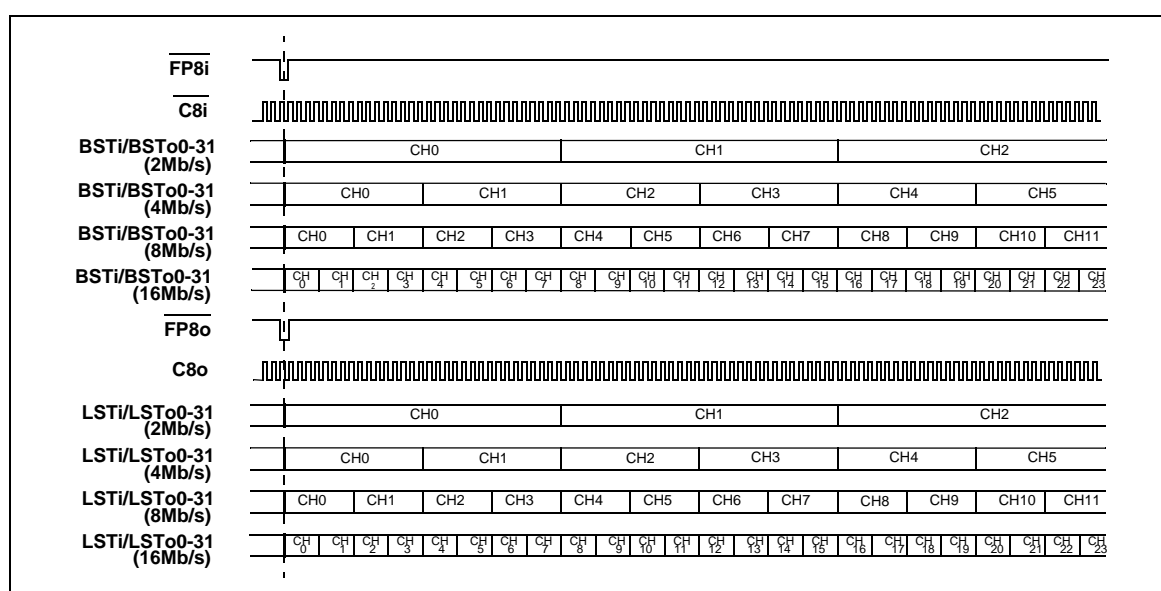 FP8i
C8i
BSTi/BSTo0-31
(2Mb/s)
CH0 CH1 CH2
BSTi/BSTo0-31
(4Mb/s)
CH0 CH1 CH2 CH3 CH4 CH5
BSTi/BSTo0-31
(8Mb/s)
CH0 CH1 CH2 CH3 CH4 CH5 CH6 CH7 CH8 CH9 CH10 CH11
BSTi/BSTo0-31
(16Mb/s)
CH 0 CH 1 CH 2 CH 3 CH 4 CH 5 CH 6 CH 7 CH 8 CH 9 CH 10 CH 11 CH 12 CH 13 CH 14 CH 15 CH 16 CH 17 CH 18 CH 19 CH 20 CH 21 CH 22 CH 23
FP8o
C8o
LSTi/LSTo0-31
(2Mb/s)
CH0 CH1 CH2
LSTi/LSTo0-31
(4Mb/s)
CH0 CH1 CH2 CH3 CH4 CH5
LSTi/LSTo0-31
(8Mb/s)
CH0 CH1 CH2 CH3 CH4 CH5 CH6 CH7 CH8 CH9 CH10 CH11
LSTi/LSTo0-31
(16Mb/s)
CH 0 CH 1 CH 2 CH 3 CH 4 CH 5 CH 6 CH 7 CH 8 CH 9 CH 10 CH 11 CH 12 CH 13 CH 14 CH 15 CH 16 CH 17 CH 18 CH 19 CH 20 CH 21 CH 22 CH 23